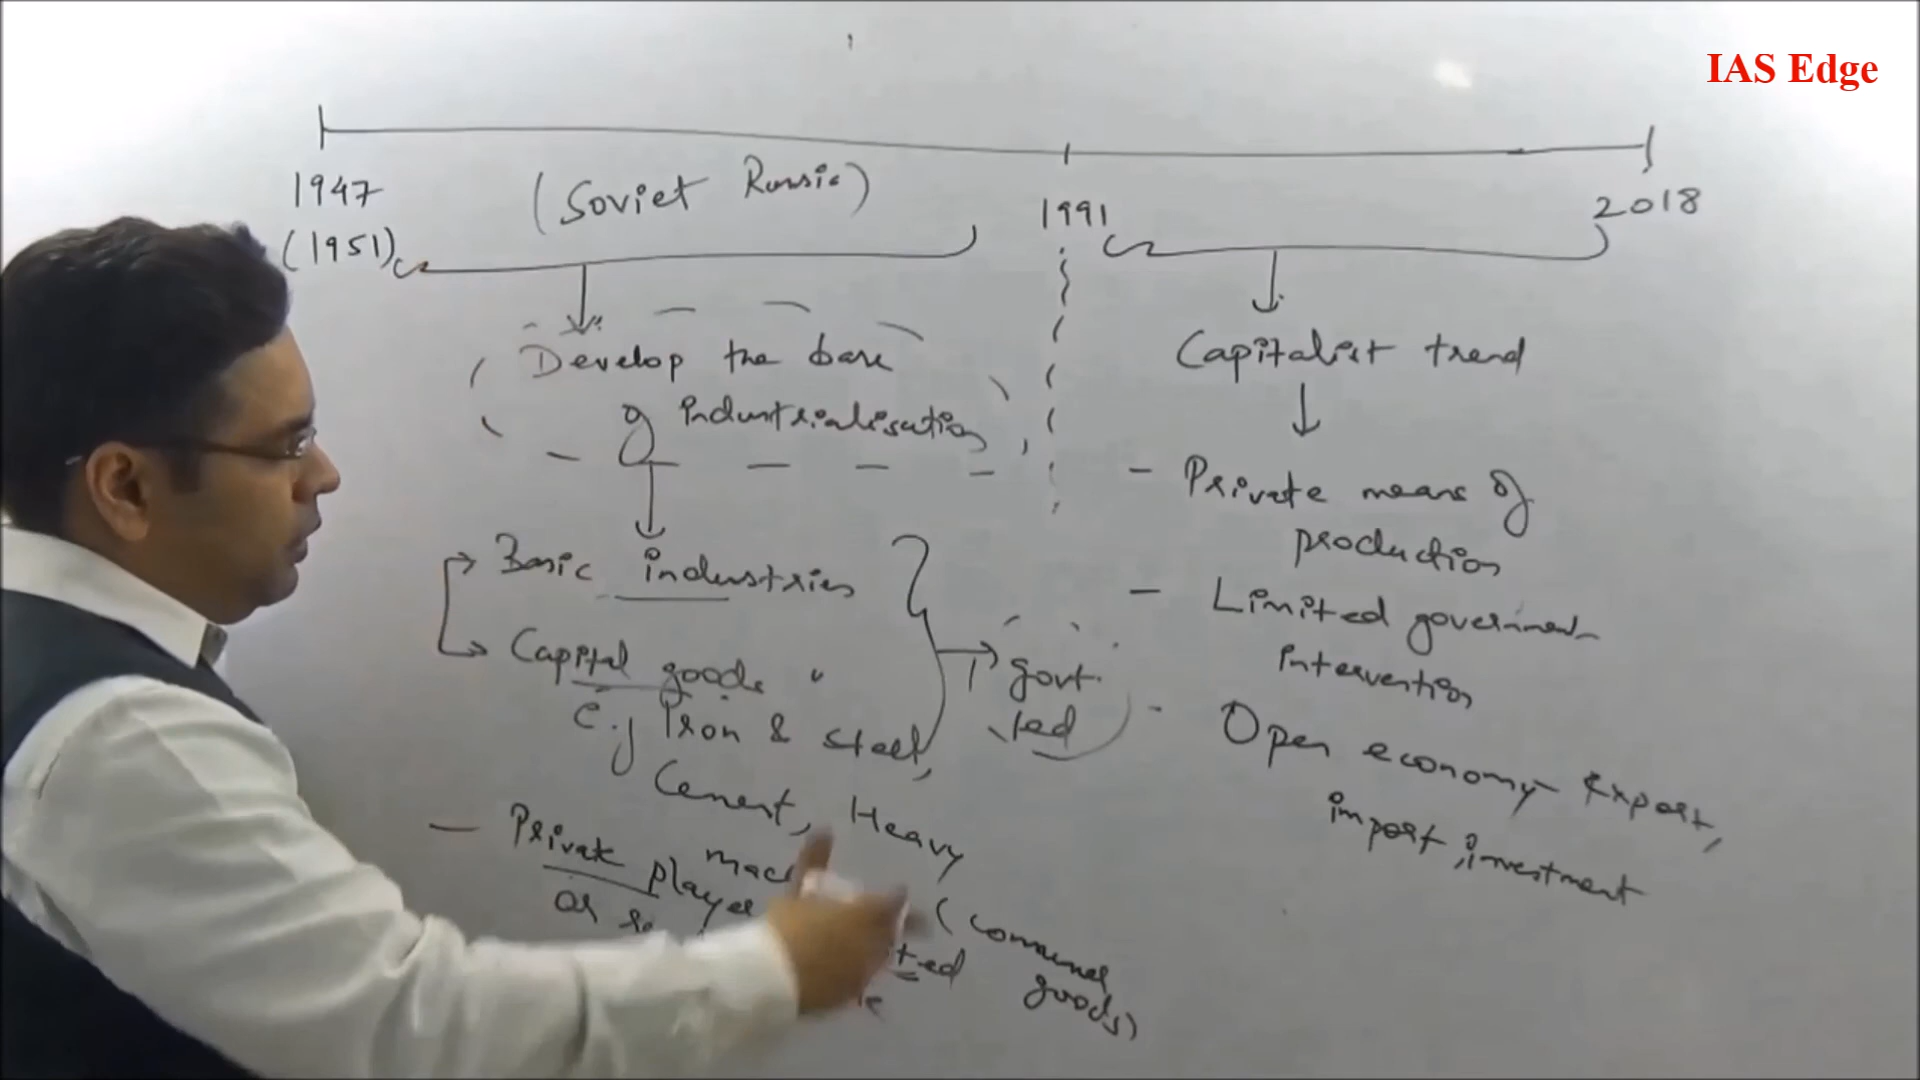 IAS Edge
1947
(1951)
(Soviet Russia)
1991
2018
Develop the base
of industrialisation
Basic industries
Capital goods "
e.g Iron & steel,
Cement, Heavy
govt.
led
- Private player
or
(consumer
goods)
Capitalist trend
- Private means of
production
- Limited government
intervention
- Open economy Export,
import, investment